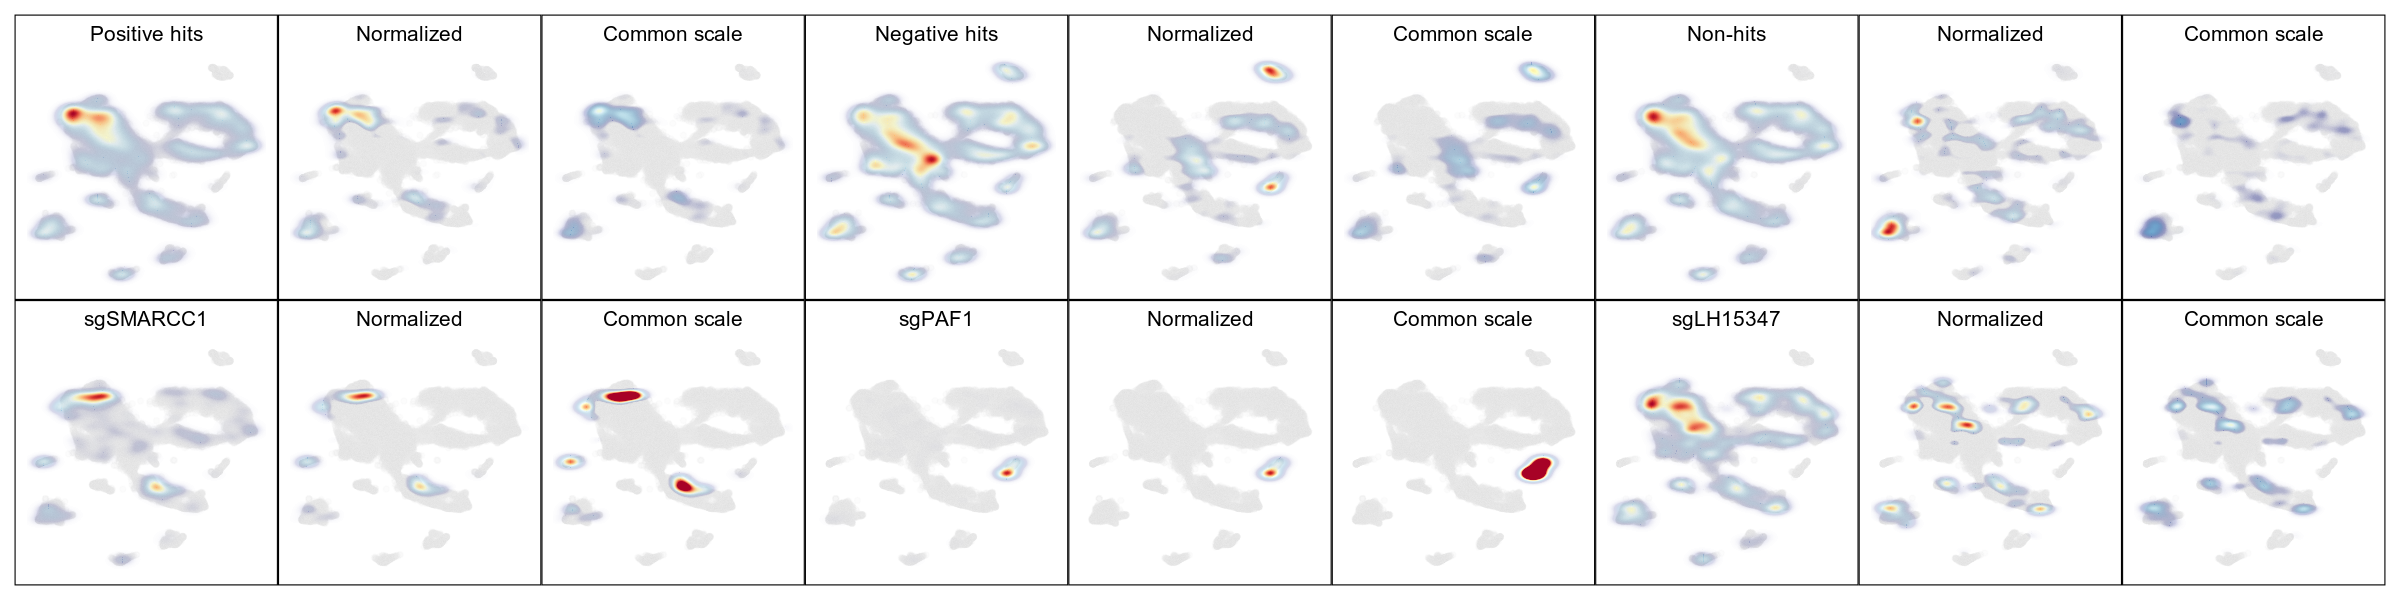 Positive hits
Normalized
Common scale
Negative hits
Normalized
Common scale
Non-hits
Normalized
Common scale
sgSMARCC1
Normalized
Common scale
sgPAF1
Normalized
Common scale
sgLH15347
Normalized
Common scale